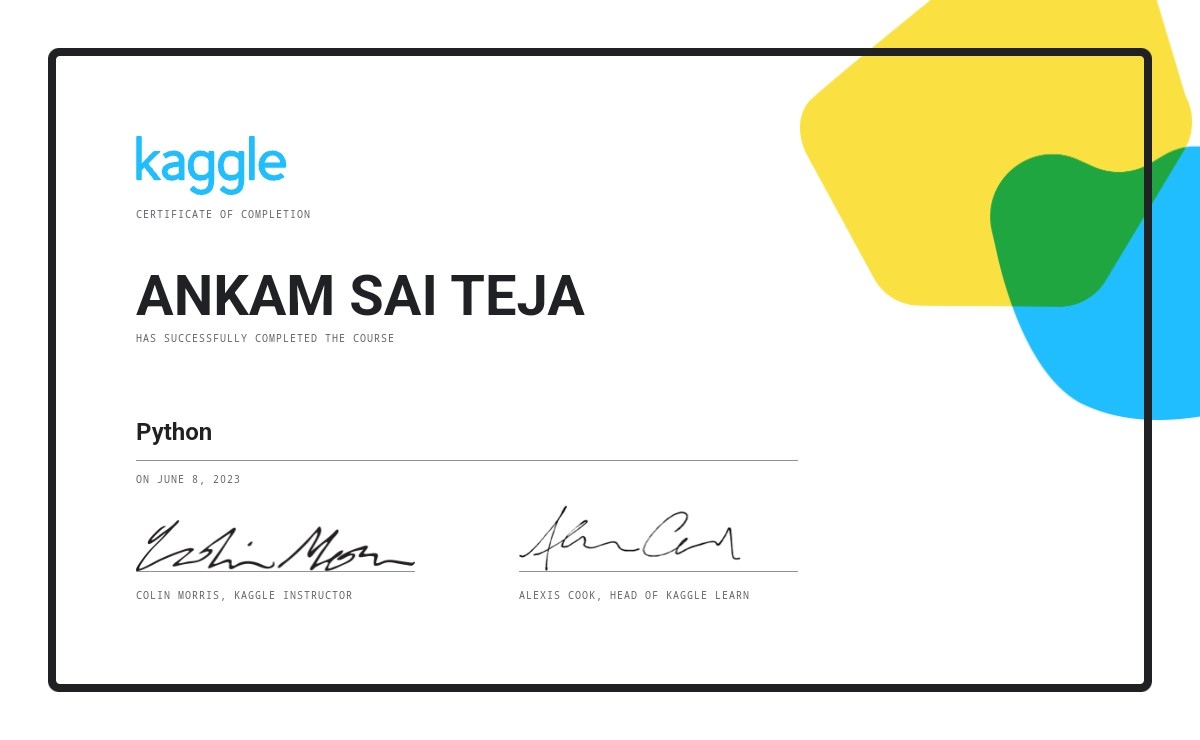 kaggle
CERTIFICATE OF COMPLETION
ANKAM SAI TEJA
HAS SUCCESSFULLY COMPLETED THE COURSE
Python
ON JUNE 8, 2023
COLIN MORRIS, KAGGLE INSTRUCTOR
ALEXIS COOK, HEAD OF KAGGLE LEARN